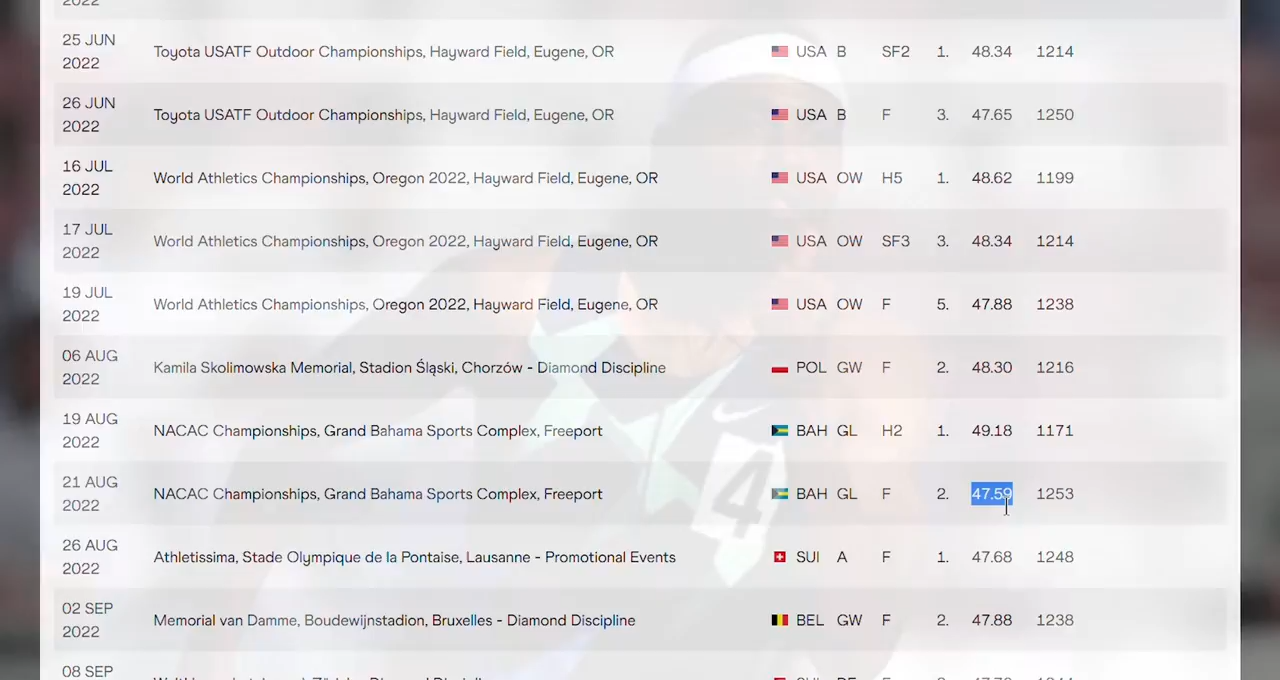 2022
25 JUN
2022
Toyota USATF Outdoor Championships, Hayward Field, Eugene, OR USA B SF2 1. 48.34 1214
26 JUN
2022
Toyota USATF Outdoor Championships, Hayward Field, Eugene, OR USA B F 3. 47.65 1250
16 JUL
2022
World Athletics Championships, Oregon 2022, Hayward Field, Eugene, OR USA OW H5 1. 48.62 1199
17 JUL
2022
World Athletics Championships, Oregon 2022, Hayward Field, Eugene, OR USA OW SF3 3. 48.34 1214
19 JUL
2022
World Athletics Championships, Oregon 2022, Hayward Field, Eugene, OR USA OW F 5. 47.88 1238
06 AUG
2022
Kamila Skolimowska Memorial, Stadion Śląski, Chorzów - Diamond Discipline POL GW F 2. 48.30 1216
19 AUG
2022
NACAC Championships, Grand Bahama Sports Complex, Freeport BAH GL H2 1. 49.18 1171
21 AUG
2022
NACAC Championships, Grand Bahama Sports Complex, Freeport BAH GL F 2. 47.59 1253
26 AUG
2022
Athletissima, Stade Olympique de la Pontaise, Lausanne - Promotional Events SUI A F 1. 47.68 1248
02 SEP
2022
Memorial van Damme, Boudewijnstadion, Bruxelles - Diamond Discipline BEL GW F 2. 47.88 1238
08 SEP
4